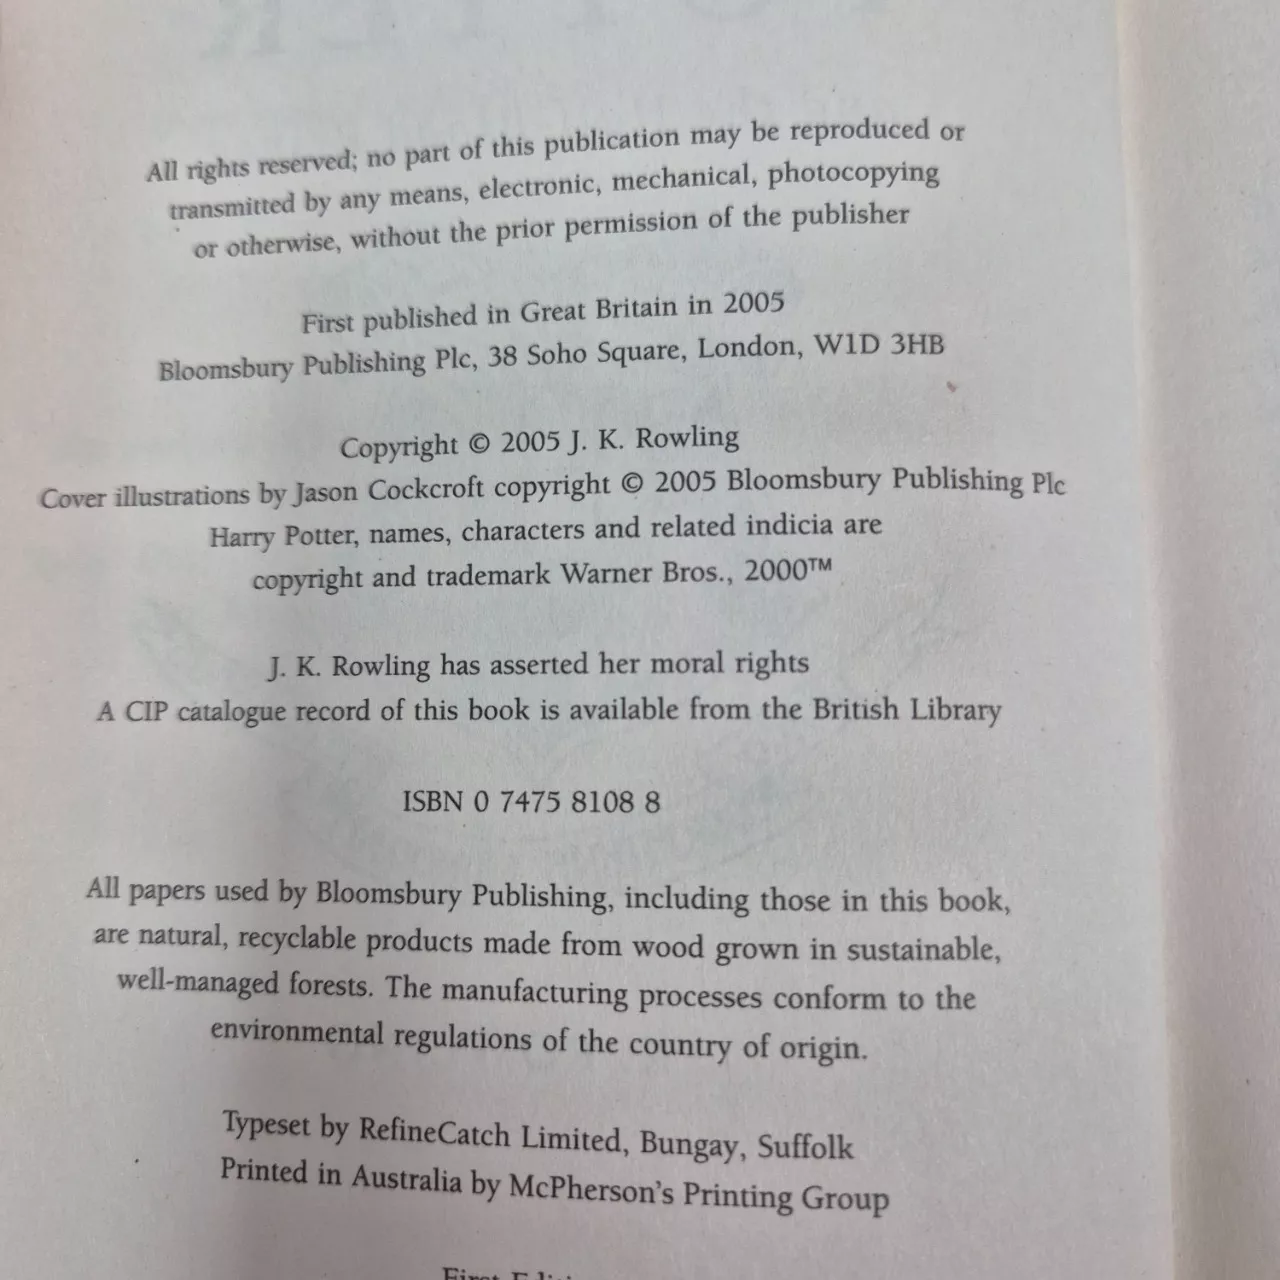 All rights reserved; no part of this publication may be reproduced or
transmitted by any means, electronic, mechanical, photocopying
or otherwise, without the prior permission of the publisher
First published in Great Britain in 2005
Bloomsbury Publishing Plc, 38 Soho Square, London, W1D 3HB
Copyright © 2005 J. K. Rowling
Cover illustrations by Jason Cockcroft copyright © 2005 Bloomsbury Publishing Plc
Harry Potter, names, characters and related indicia are
copyright and trademark Warner Bros., 2000™
J. K. Rowling has asserted her moral rights
A CIP catalogue record of this book is available from the British Library
ISBN 0 7475 8108 8
All papers used by Bloomsbury Publishing, including those in this book,
are natural, recyclable products made from wood grown in sustainable,
well-managed forests. The manufacturing processes conform to the
environmental regulations of the country of origin.
Typeset by RefineCatch Limited, Bungay, Suffolk
Printed in Australia by McPherson's Printing Group
First